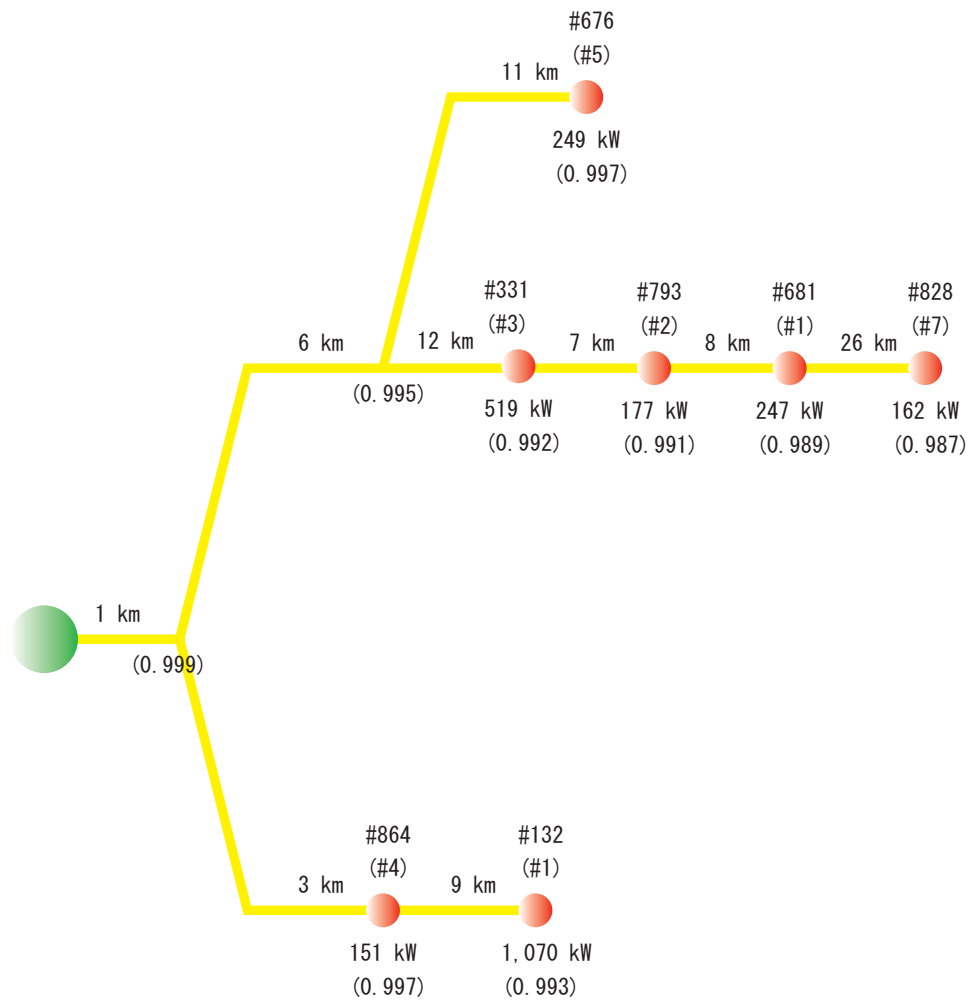 #676
(#5)
11 km
249 kW
(0.997)
#331
(#3)
#793
(#2)
#681
(#1)
#828
(#7)
6 km
12 km
7 km
8 km
26 km
(0.995)
519 kW
(0.992)
177 kW
(0.991)
247 kW
(0.989)
162 kW
(0.987)
1 km
(0.999)
#864
(#4)
#132
(#1)
3 km
9 km
151 kW
(0.997)
1,070 kW
(0.993)